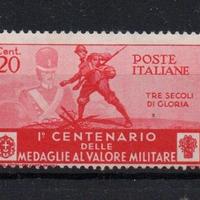 Cent.
20
POSTE
ITALIANE
TRE SECOLI
DI GLORIA
I° CENTENARIO
DELLE
MEDAGLIE AL VALORE MILITARE